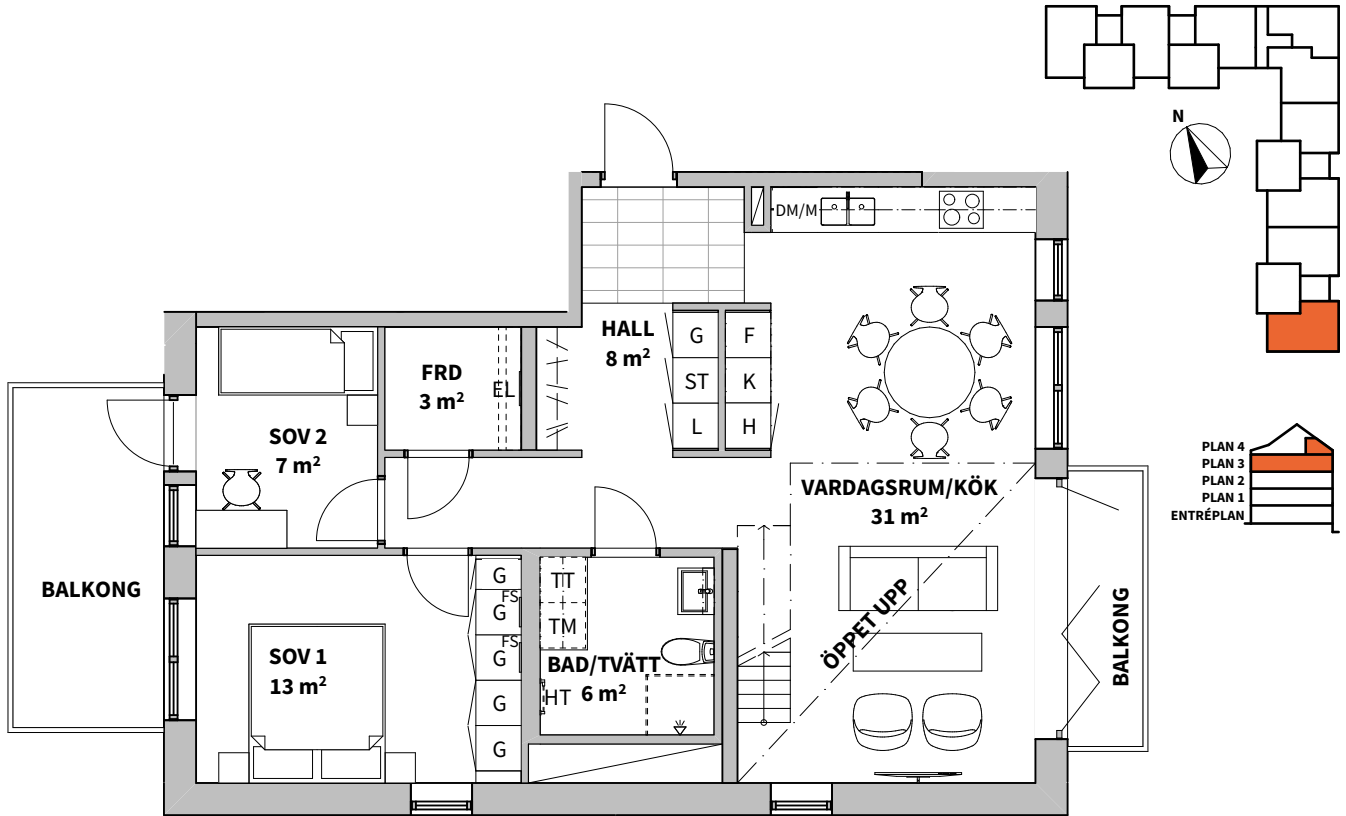 N
DM/M
HALL
8 m²
G
F
ST
K
L
H
FRD
3 m²
EL
SOV 2
7 m²
PLAN 4
PLAN 3
PLAN 2
PLAN 1
ENTRÉPLAN
VARDAGSRUM/KÖK
31 m²
BALKONG
ÖPPET UPP
BALKONG
SOV 1
13 m²
G
FS
G
FS
G
G
G
TT
TM
BAD/TVÄTT
HT
6 m²